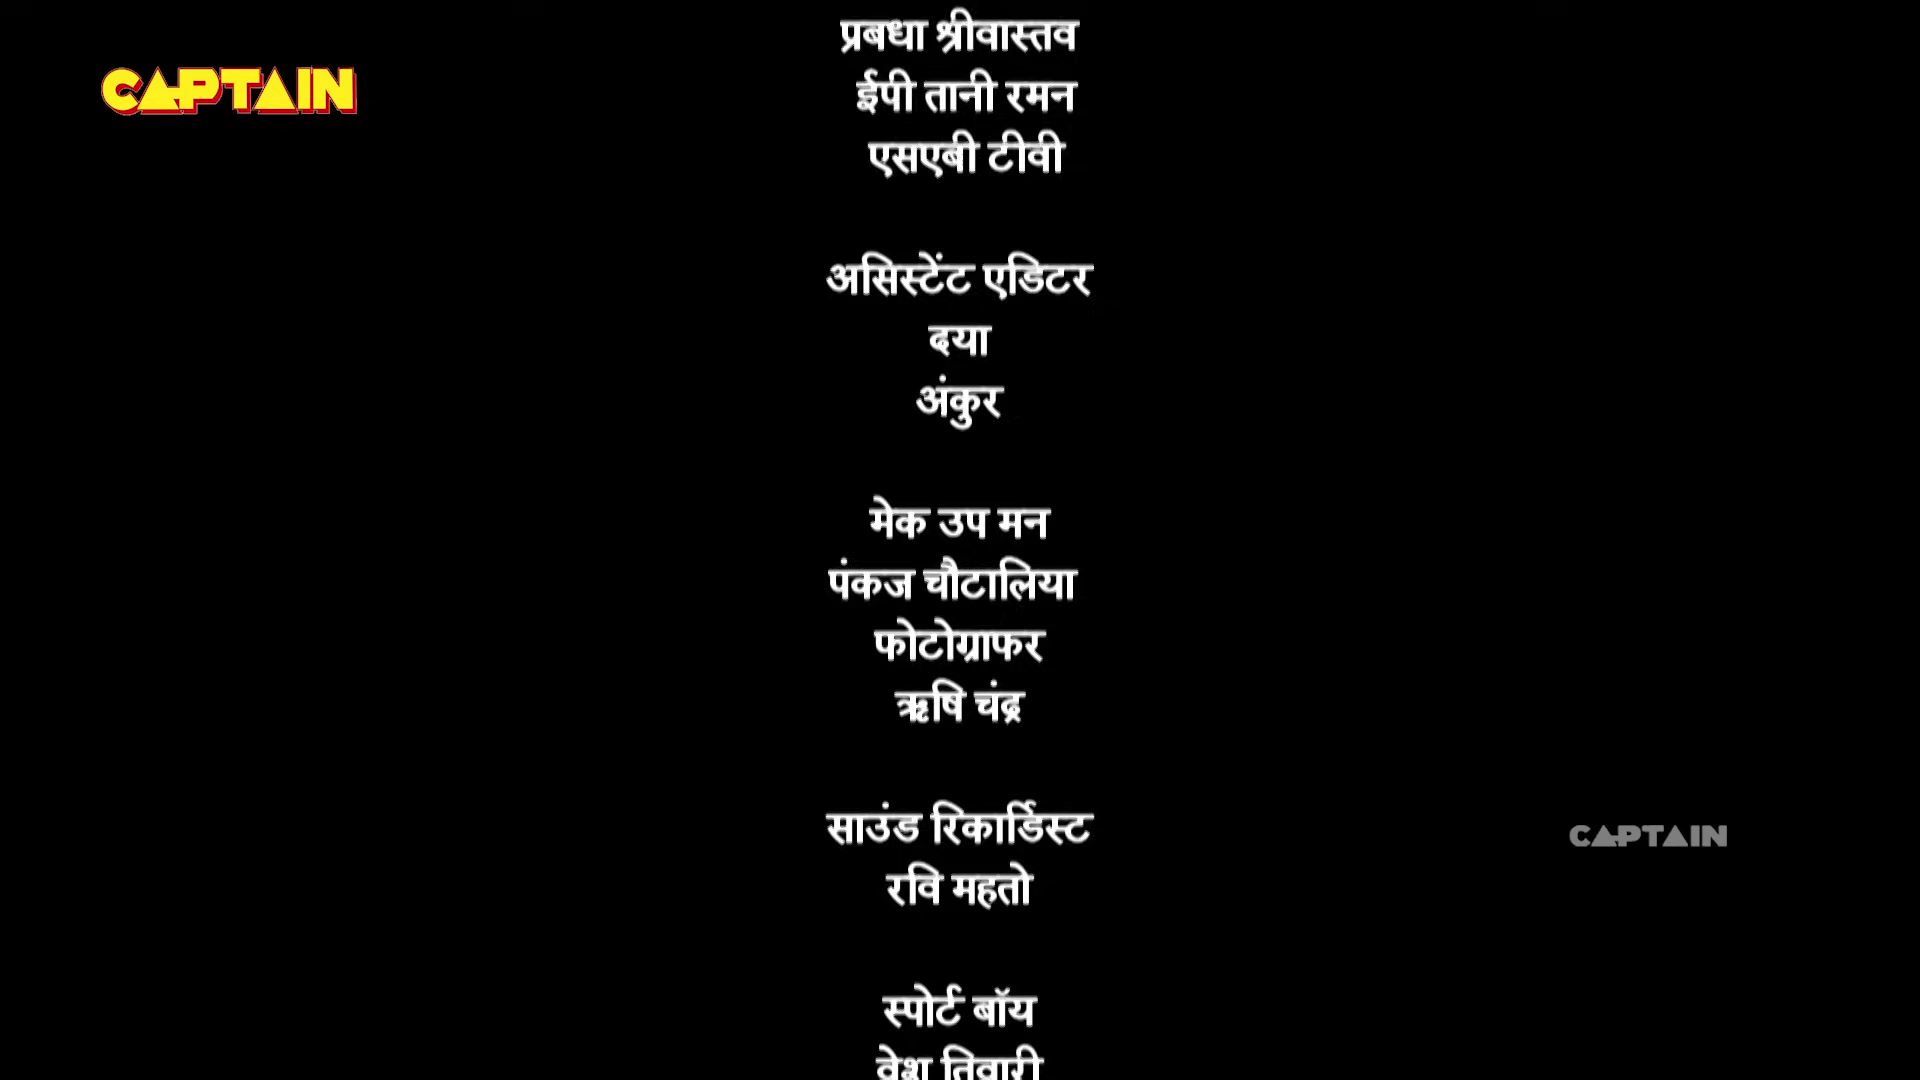 प्रबधा श्रीवास्तव
CAPTAIN
ईपी तानी रमन
एसएबी टीवी
असिस्टेंट एडिटर
दया
अंकुर
मेक उप मन
पंकज चौटालिया
फोटोग्राफर
ऋषि चंद्र
साउंड रिकार्डिस्ट
CAPTAIN
रवि महतो
स्पोर्ट बॉय
वेश तिवारी